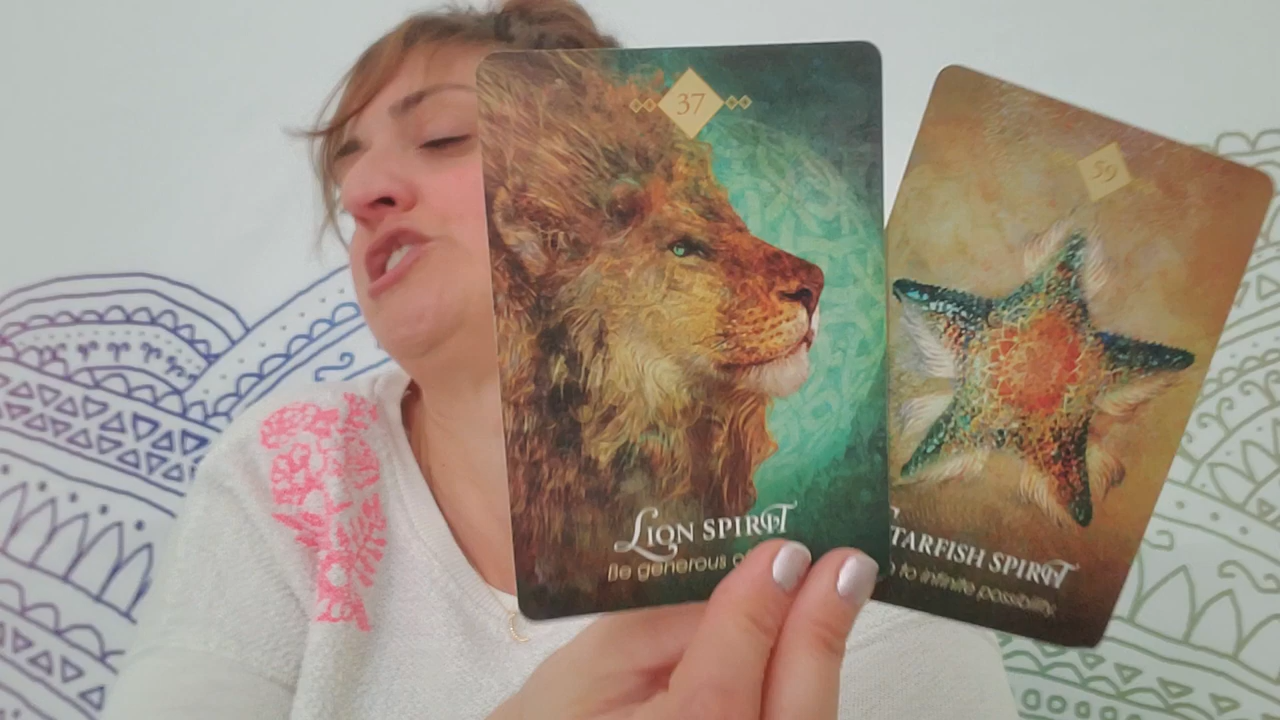 37
LION SPIRIT
Be generous o
59
TARFISH SPIRIT
to infinite possibility.